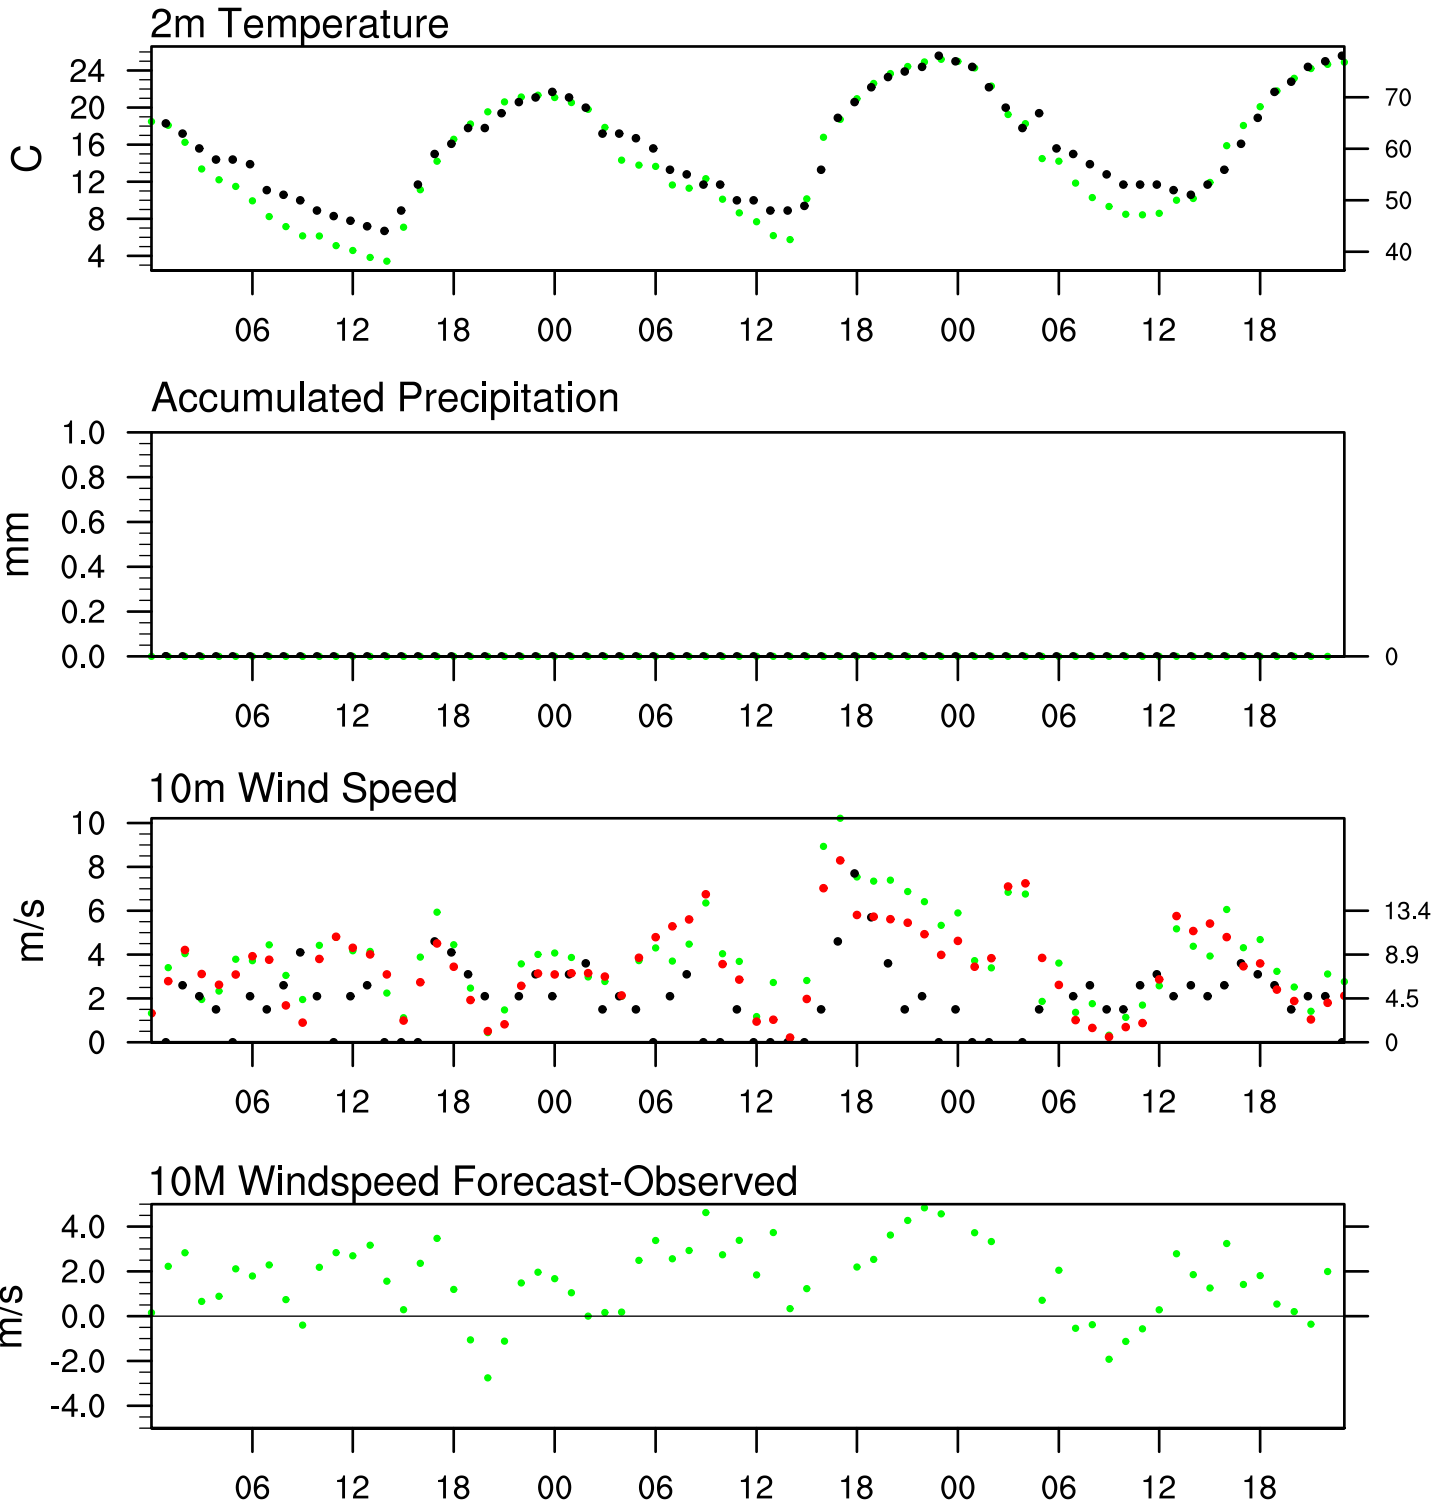 2m Temperature
24
20
16
12
8
4
C
70
60
50
40
06 12 18 00 06 12 18 00 06 12 18
Accumulated Precipitation
1.0
0.8
0.6
0.4
0.2
0.0
mm
0
06 12 18 00 06 12 18 00 06 12 18
10m Wind Speed
10
8
6
4
2
0
m/s
13.4
8.9
4.5
0
06 12 18 00 06 12 18 00 06 12 18
10M Windspeed Forecast-Observed
4.0
2.0
0.0
-2.0
-4.0
m/s
06 12 18 00 06 12 18 00 06 12 18